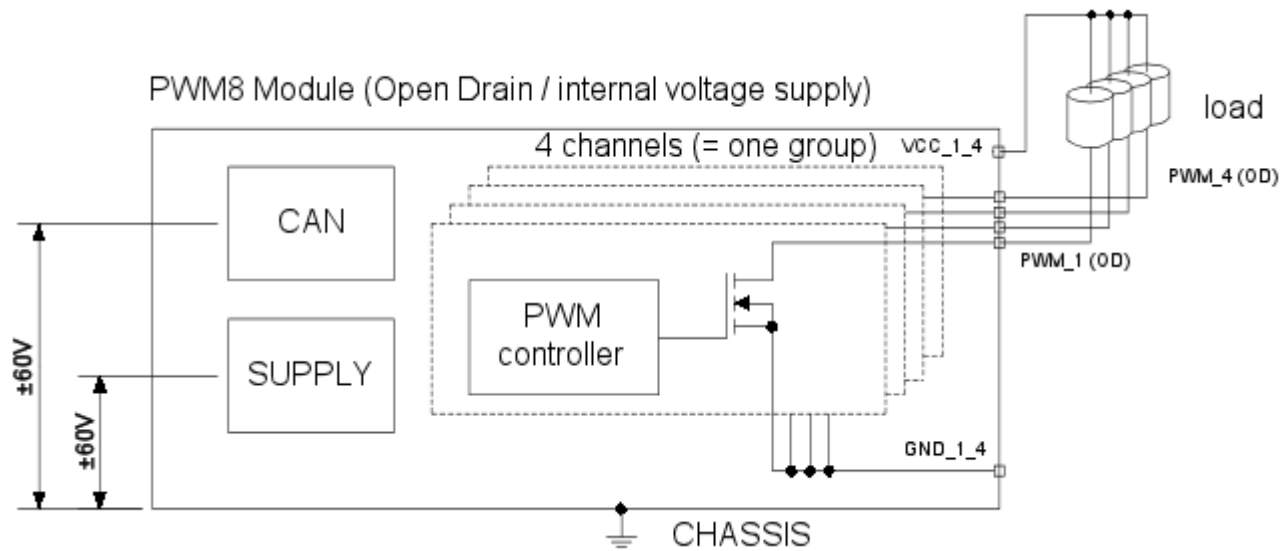 PWM8 Module (Open Drain / internal voltage supply)
load
4 channels (= one group)
VCC_1_4
PWM_4 (OD)
CAN
PWM_1 (OD)
PWM
controller
SUPPLY
±60V
±60V
GND_1_4
CHASSIS